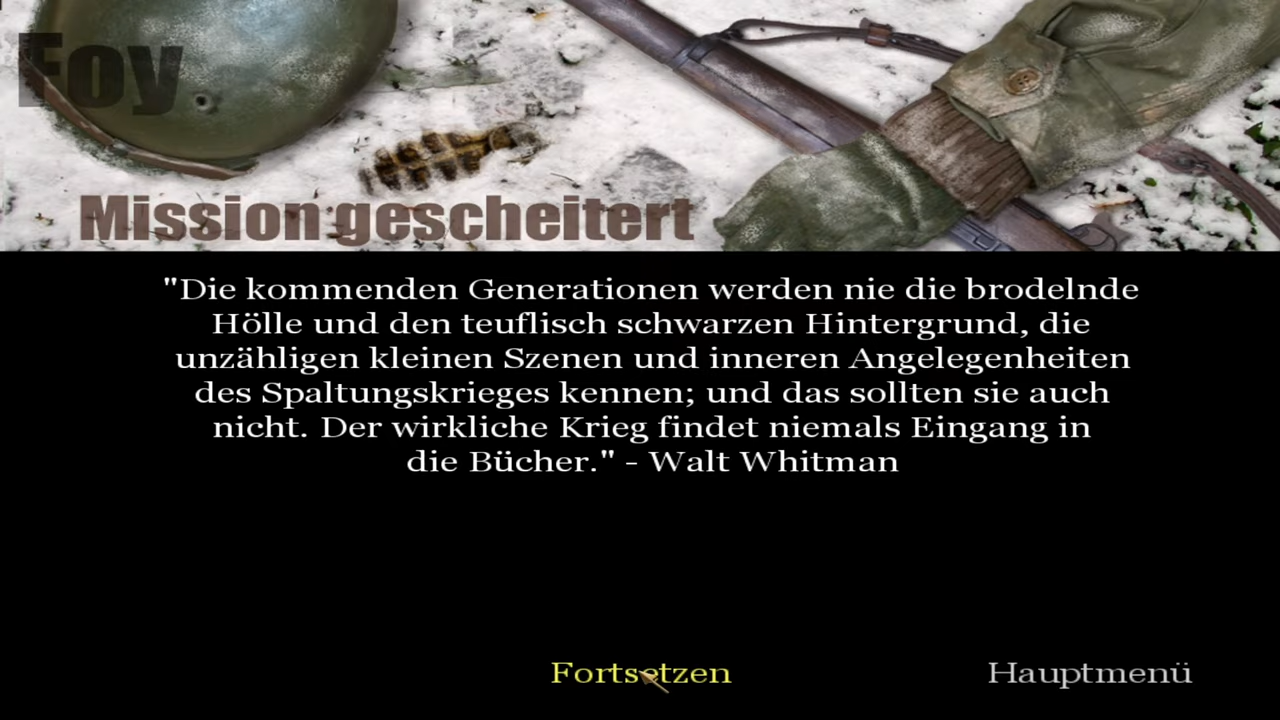 Foy
Mission gescheitert
"Die kommenden Generationen werden nie die brodelnde
Hölle und den teuflisch schwarzen Hintergrund, die
unzähligen kleinen Szenen und inneren Angelegenheiten
des Spaltungskrieges kennen; und das sollten sie auch
nicht. Der wirkliche Krieg findet niemals Eingang in
die Bücher." - Walt Whitman
Fortsetzen
Hauptmenü